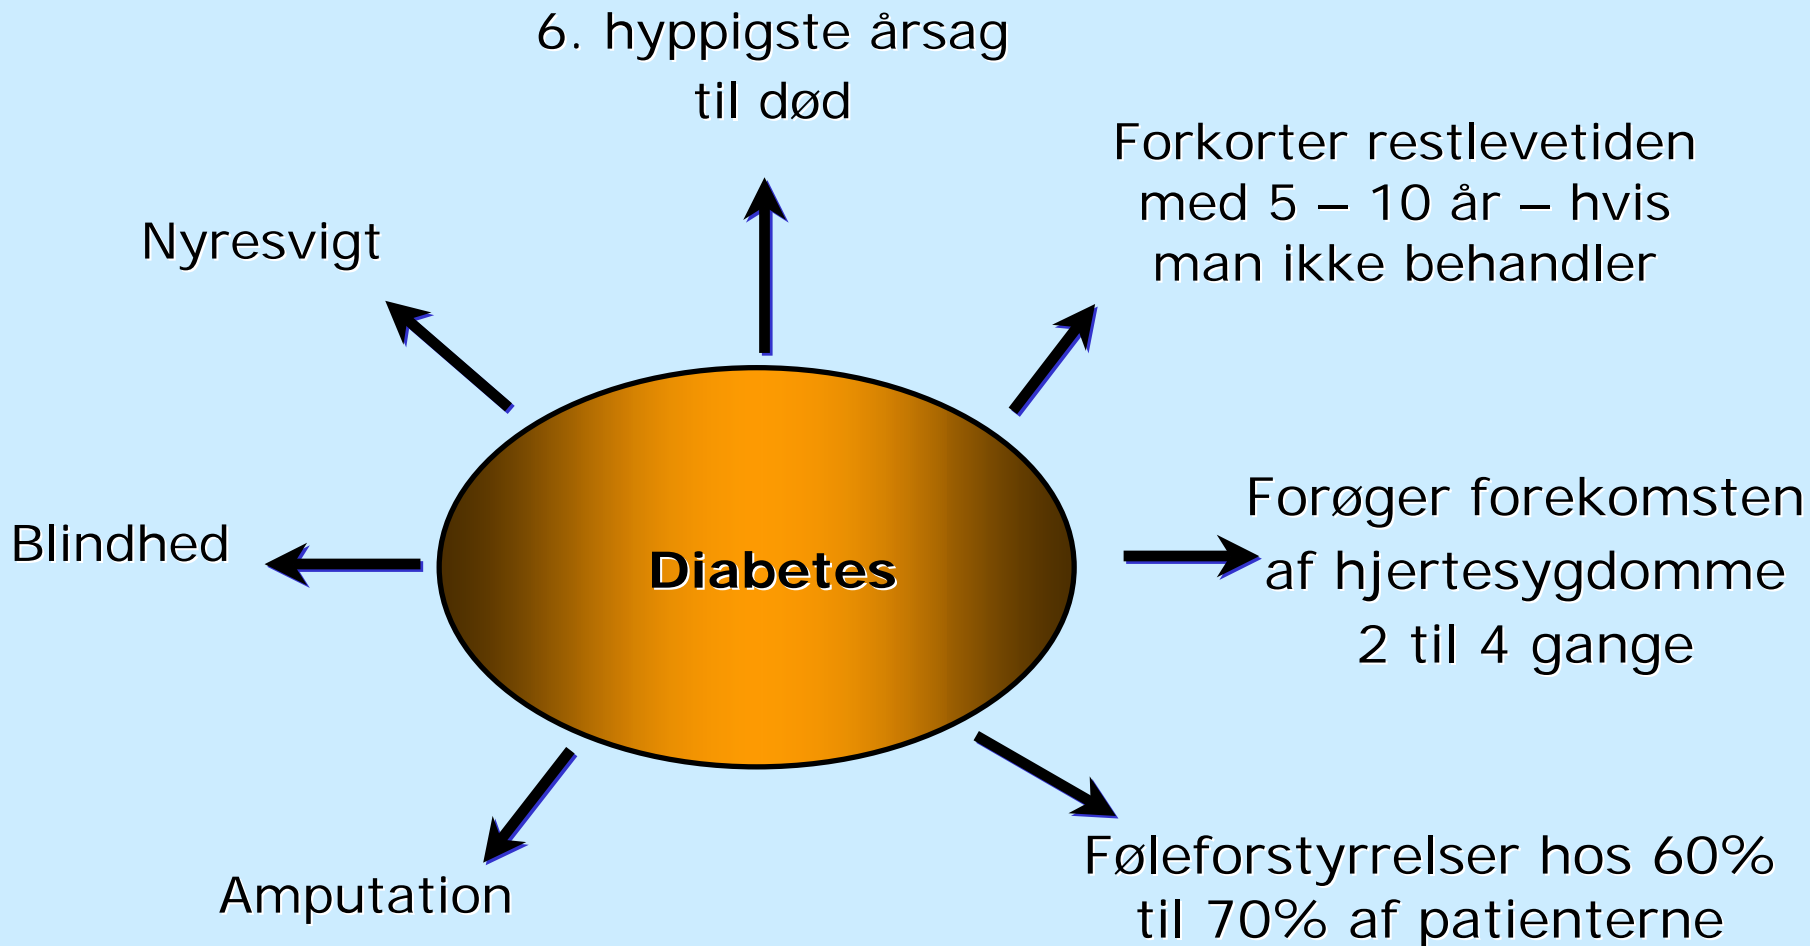 6. hyppigste årsag
til død
Forkorter restlevetiden
med 5 – 10 år – hvis
man ikke behandler
Nyresvigt
Forøger forekomsten
af hjertesygdomme
2 til 4 gange
Blindhed
Diabetes
Føleforstyrrelser hos 60%
til 70% af patienterne
Amputation